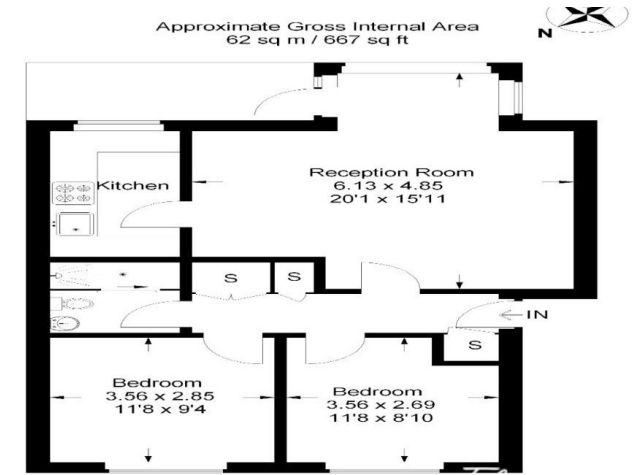 Approximate Gross Internal Area
62 sq m / 667 sq ft
N
Reception Room
6.13 x 4.85
20'1 x 15'11
Kitchen
S
S
IN
S
Bedroom
3.56 x 2.85
11'8 x 9'4
Bedroom
3.56 x 2.69
11'8 x 8'10